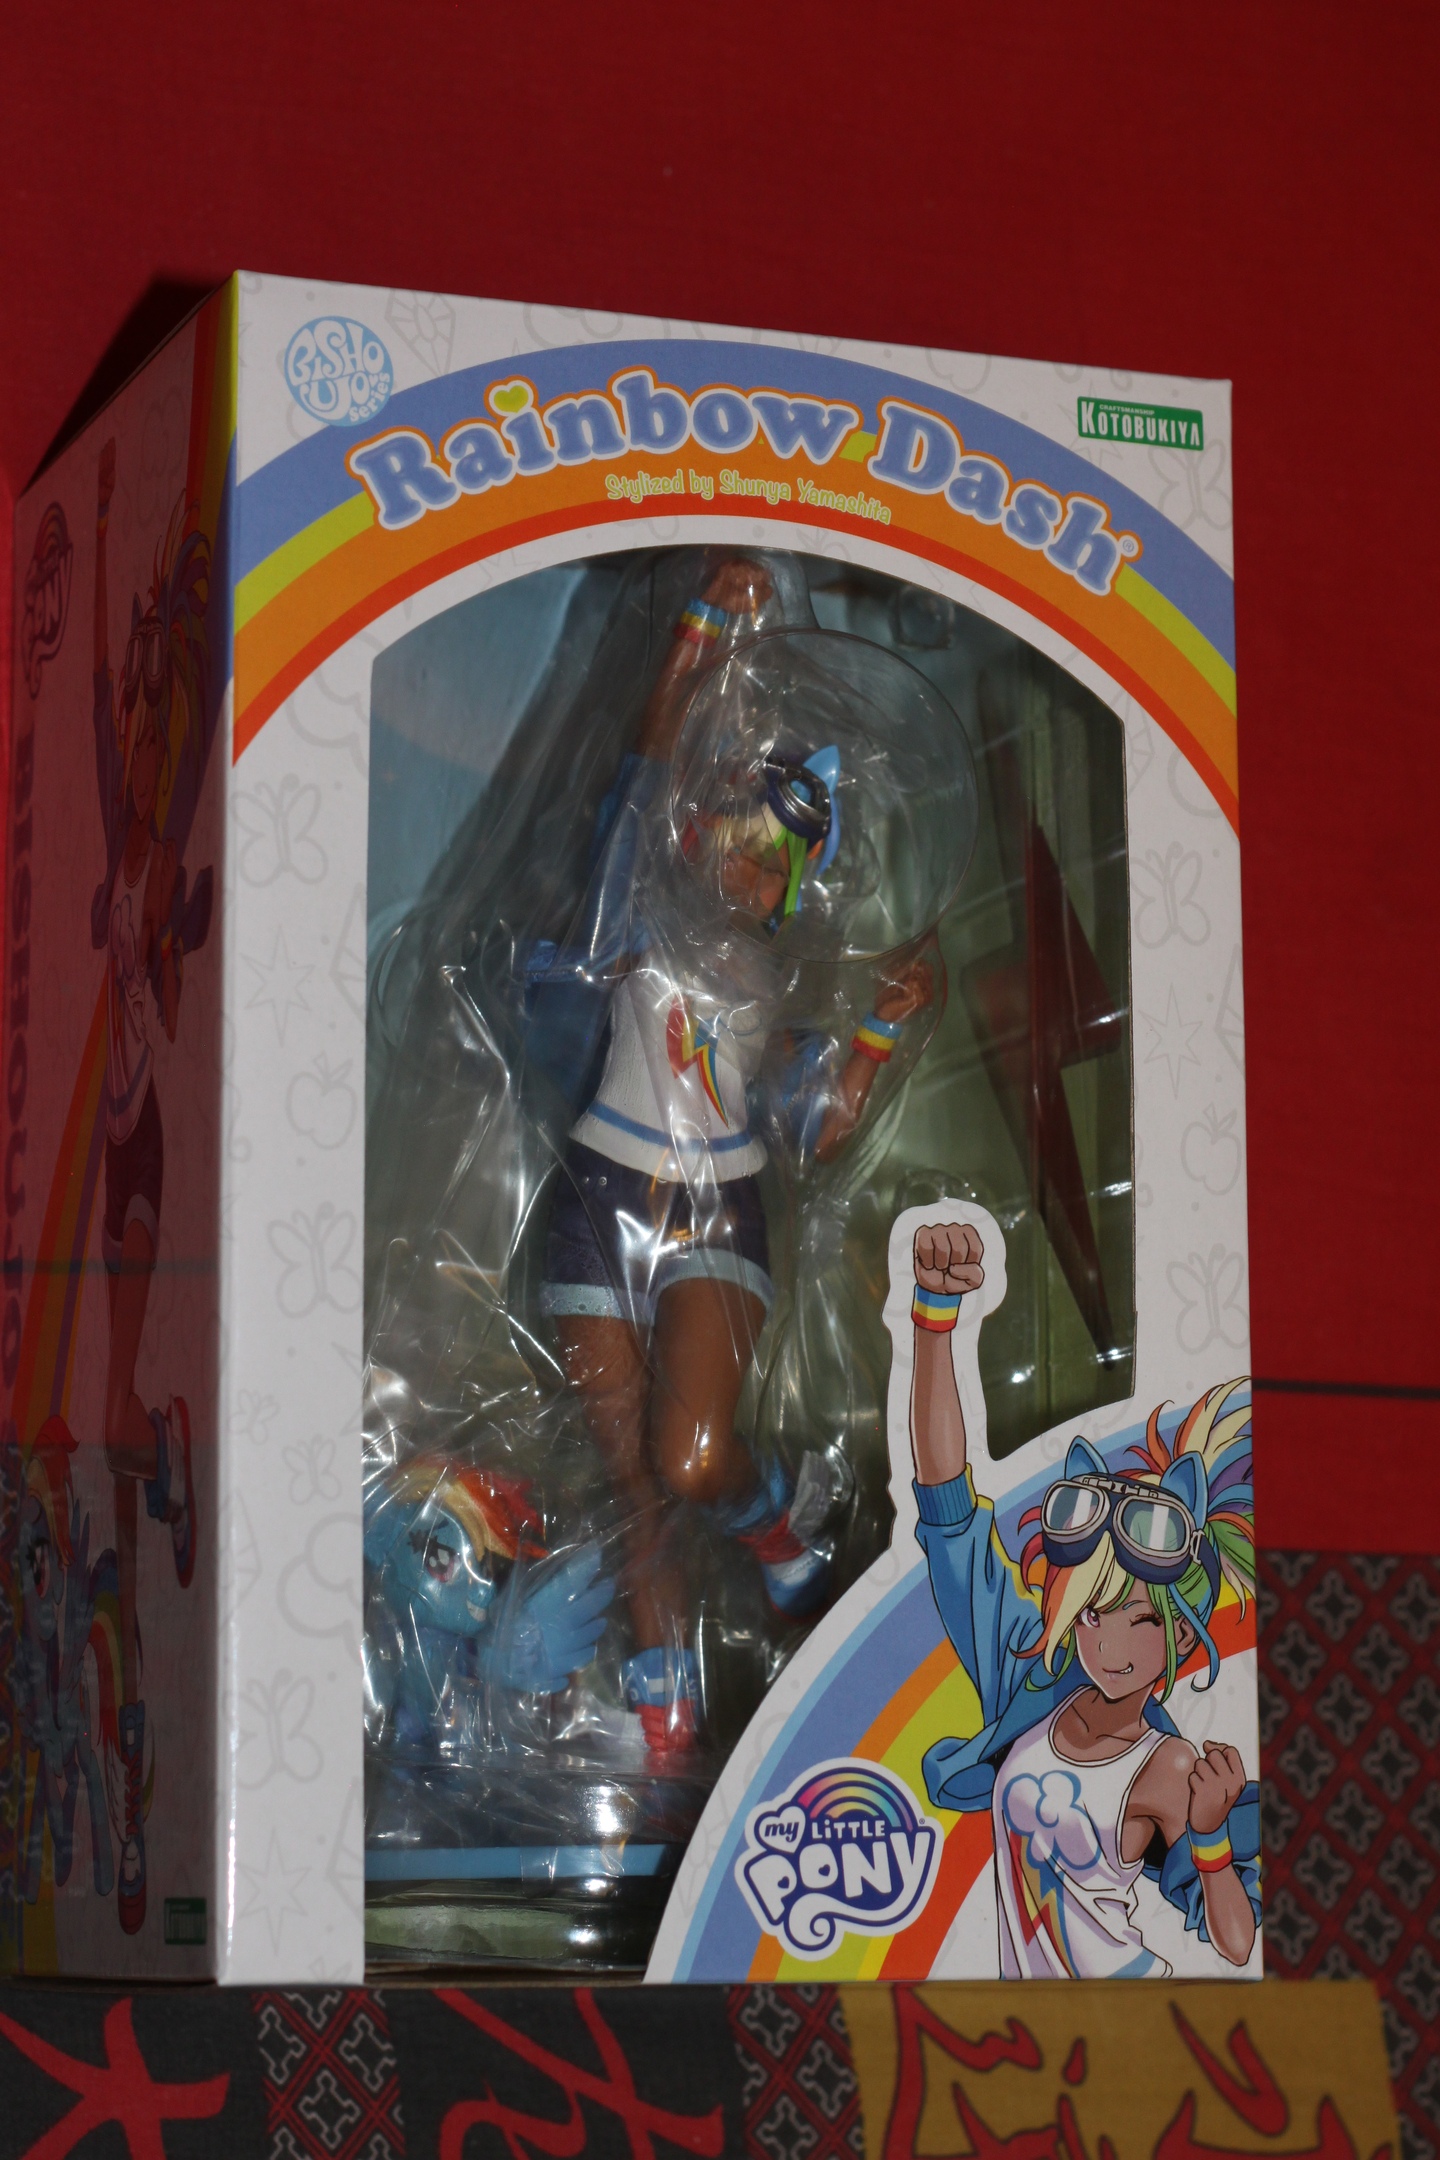 BiSHOUJO series
Rainbow Dash®
Stylized by Shunya Yamashita
CRAFTSMANSHIP
KOTOBUKIYA
my LiTTLE
PONY